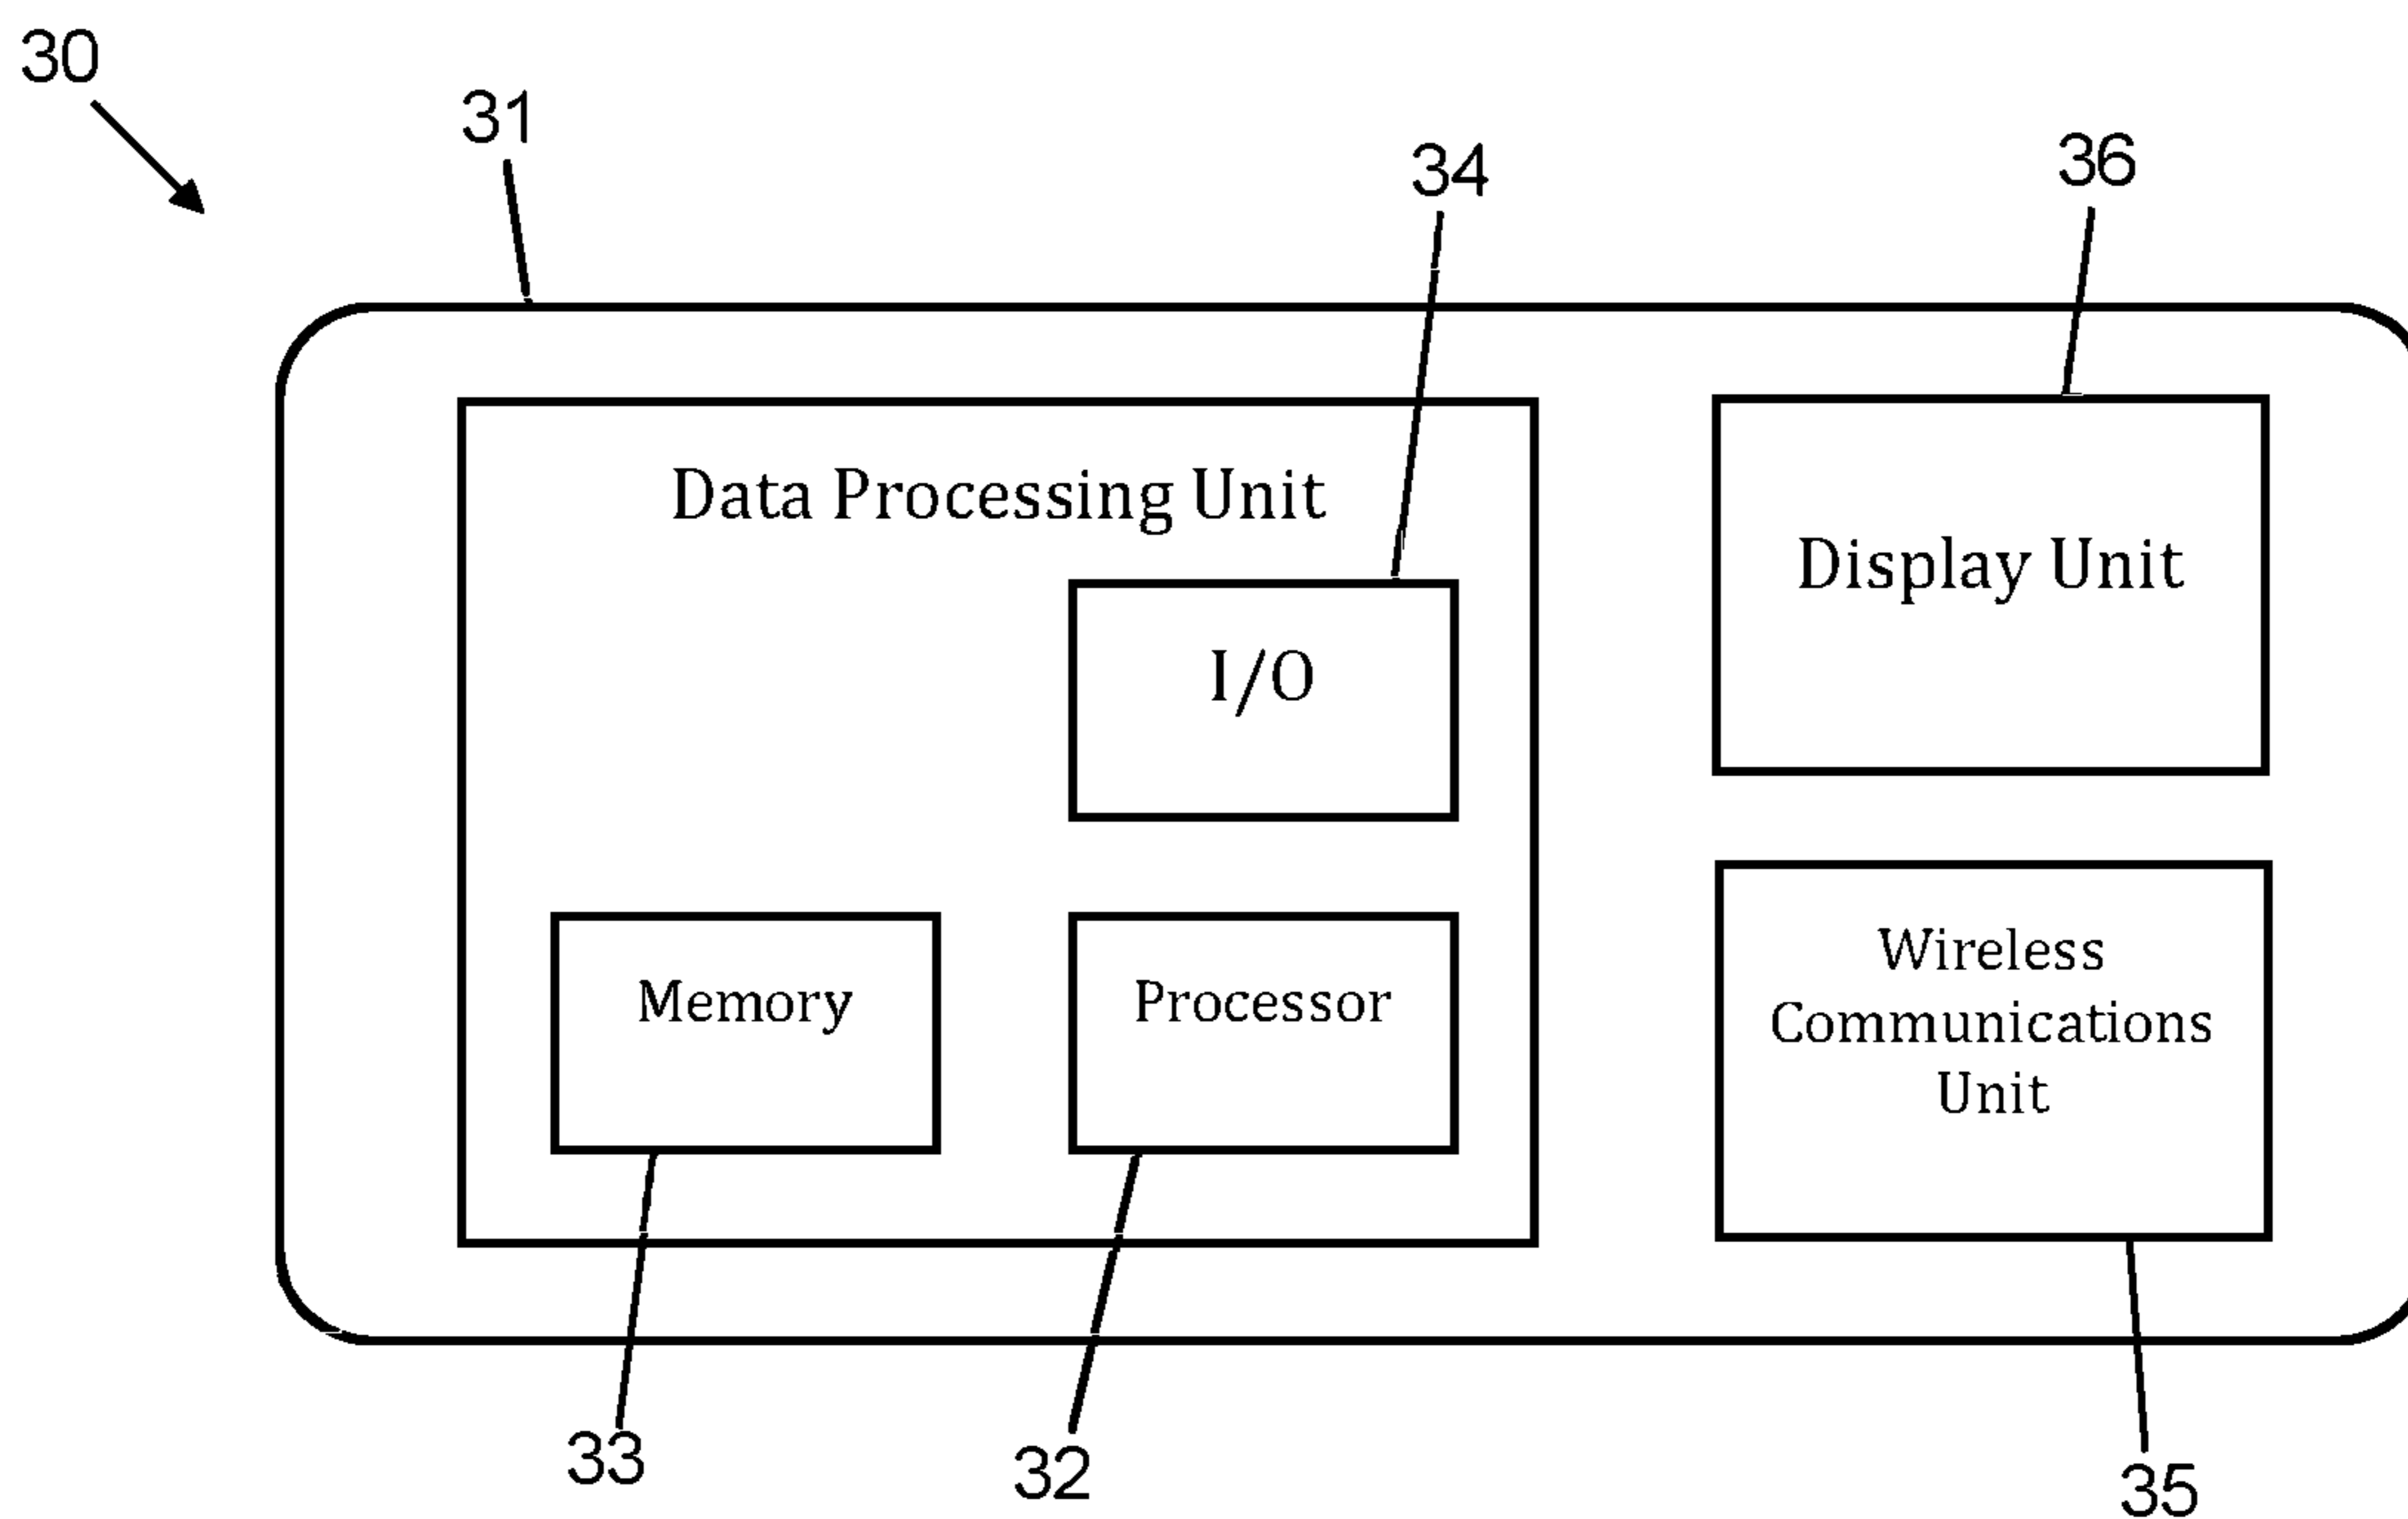 30
31
34
36
Data Processing Unit
Display Unit
I/O
Wireless
Communications
Unit
Memory
Processor
33
32
35